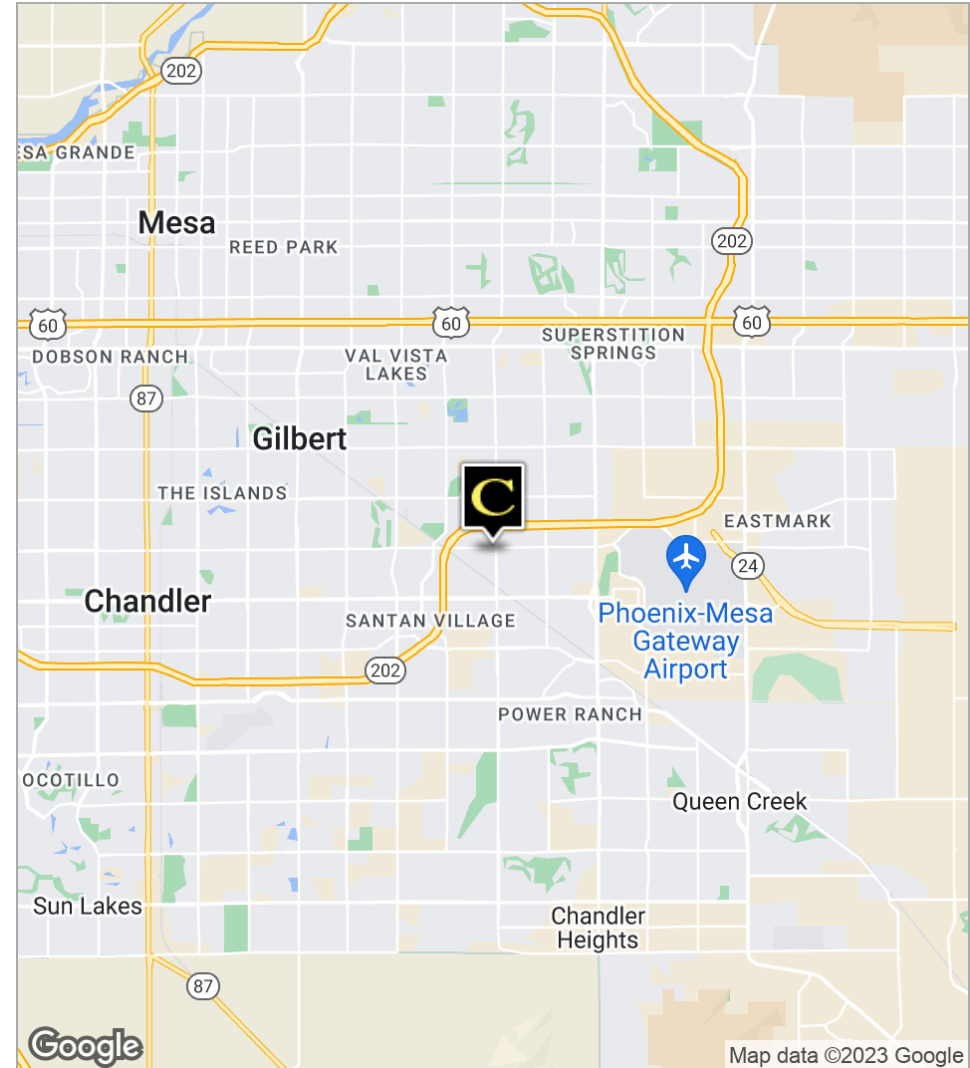 202
ESA GRANDE
Mesa
REED PARK
202
60
60
60
DOBSON RANCH
VAL VISTA
LAKES
SUPERSTITION
SPRINGS
87
Gilbert
THE ISLANDS
C
EASTMARK
24
Chandler
SANTAN VILLAGE
Phoenix-Mesa
Gateway
Airport
202
POWER RANCH
OCOTILLO
Queen Creek
Sun Lakes
Chandler
Heights
87
Google
Map data ©2023 Google